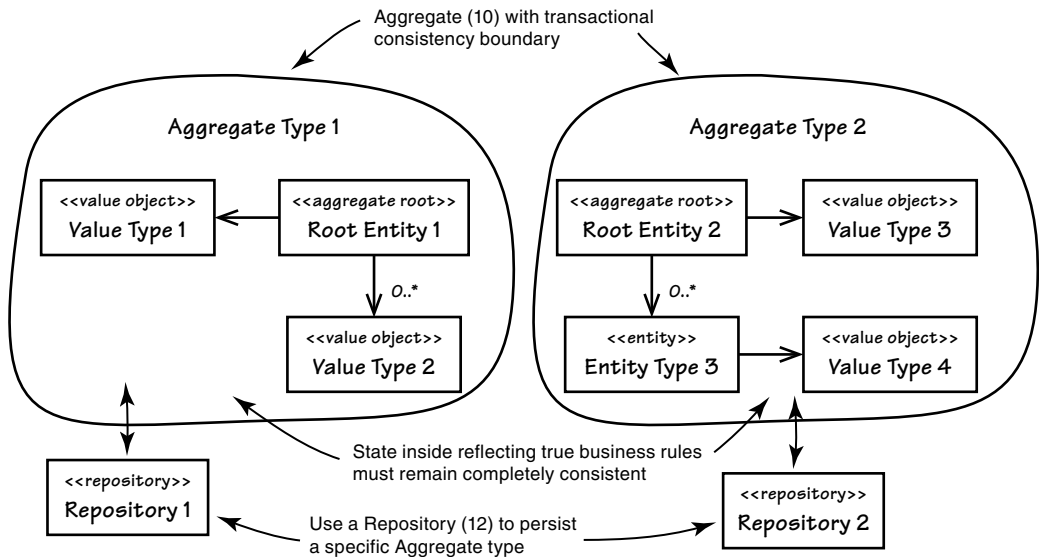 Aggregate (10) with transactional
consistency boundary
Aggregate Type 1
<<value object>>
Value Type 1
<<aggregate root>>
Root Entity 1
0..*
<<value object>>
Value Type 2
Aggregate Type 2
<<aggregate root>>
Root Entity 2
<<value object>>
Value Type 3
0..*
<<entity>>
Entity Type 3
<<value object>>
Value Type 4
State inside reflecting true business rules
must remain completely consistent
<<repository>>
Repository 1
<<repository>>
Repository 2
Use a Repository (12) to persist
a specific Aggregate type